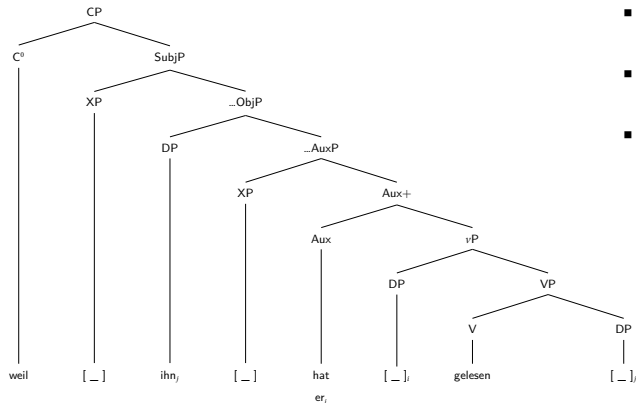 CP
C⁰ SubjP
XP …ObjP
DP …AuxP
XP Aux+
Aux vP
DP VP
V DP
weil [ _ ] ihnⱼ [ _ ] hat [ _ ]ᵢ gelesen [ _ ]ⱼ
erᵢ